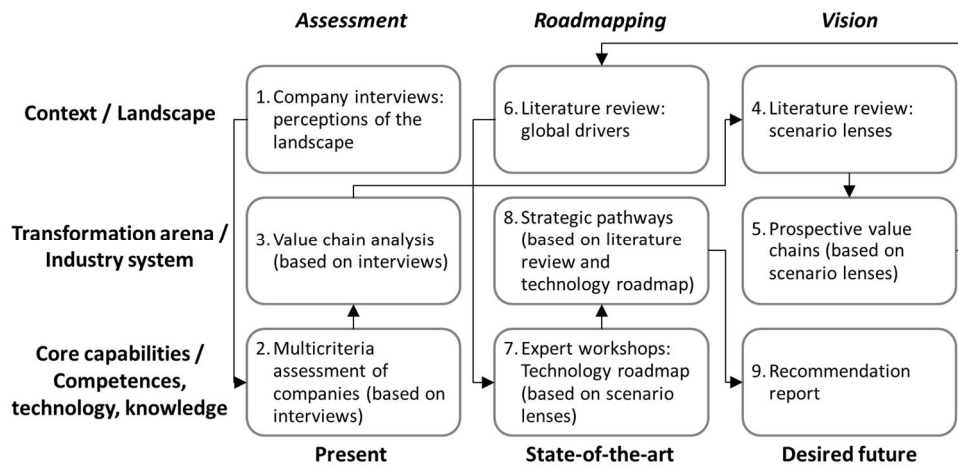 Assessment
Roadmapping
Vision
Context / Landscape
1. Company interviews:
perceptions of the
landscape
6. Literature review:
global drivers
4. Literature review:
scenario lenses
Transformation arena /
Industry system
3. Value chain analysis
(based on interviews)
8. Strategic pathways
(based on literature
review and
technology roadmap)
5. Prospective value
chains (based on
scenario lenses)
Core capabilities /
Competences,
technology, knowledge
2. Multicriteria
assessment of
companies (based on
interviews)
7. Expert workshops:
Technology roadmap
(based on scenario
lenses)
9. Recommendation
report
Present
State-of-the-art
Desired future